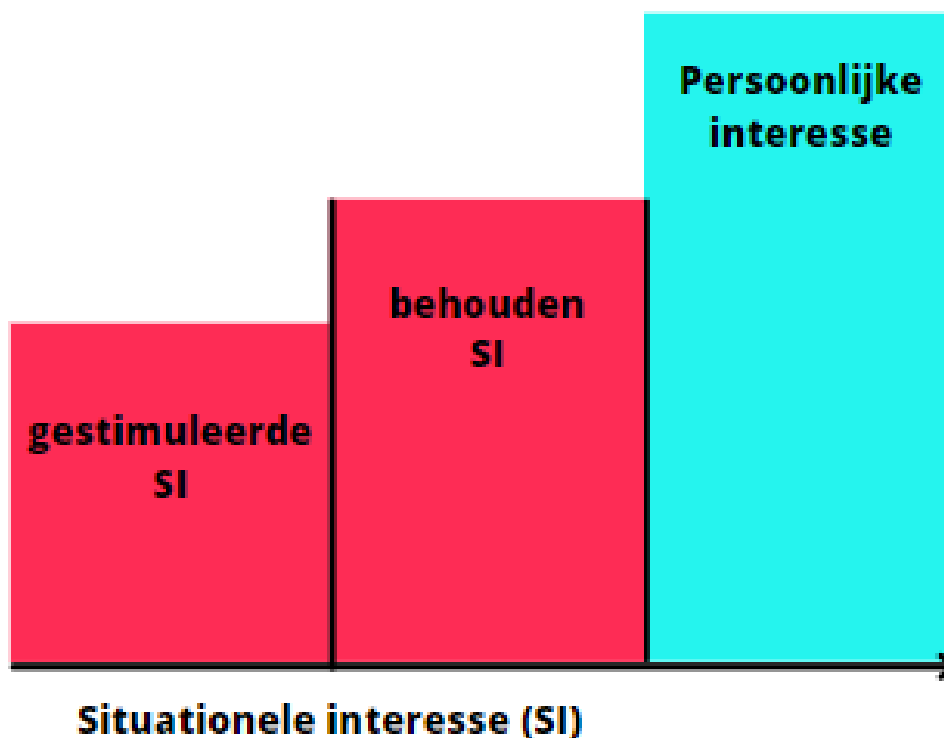 Persoonlijke
interesse
behouden
SI
gestimuleerde
SI
Situationele interesse (SI)